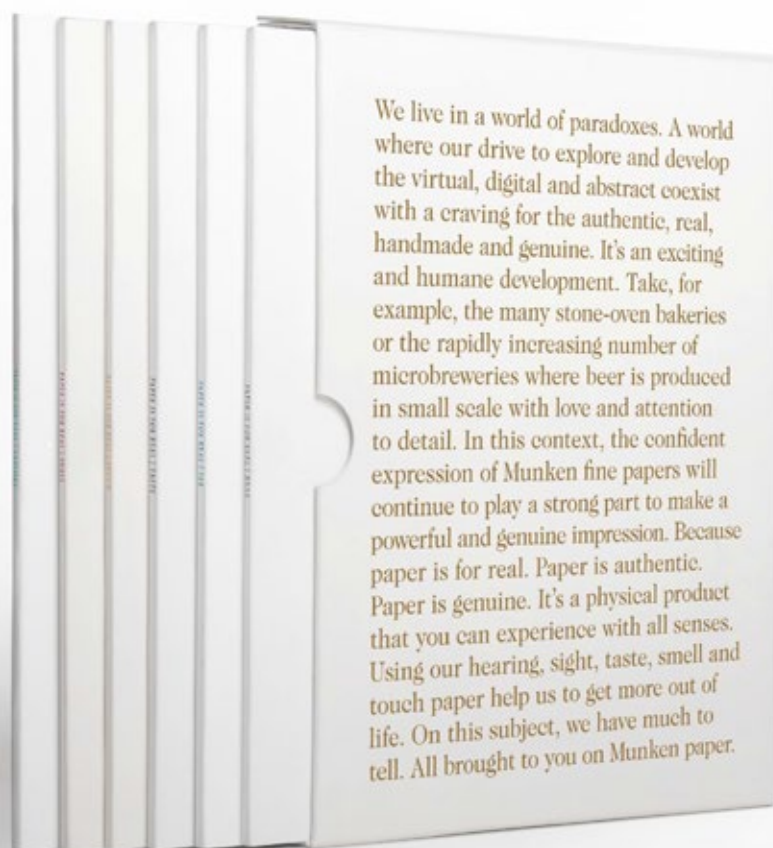 We live in a world of paradoxes. A world
where our drive to explore and develop
the virtual, digital and abstract coexist
with a craving for the authentic, real,
handmade and genuine. It's an exciting
and humane development. Take, for
example, the many stone-oven bakeries
or the rapidly increasing number of
microbreweries where beer is produced
in small scale with love and attention
to detail. In this context, the confident
expression of Munken fine papers will
continue to play a strong part to make a
powerful and genuine impression. Because
paper is for real. Paper is authentic.
Paper is genuine. It's a physical product
that you can experience with all senses.
Using our hearing, sight, taste, smell and
touch paper help us to get more out of
life. On this subject, we have much to
tell. All brought to you on Munken paper.